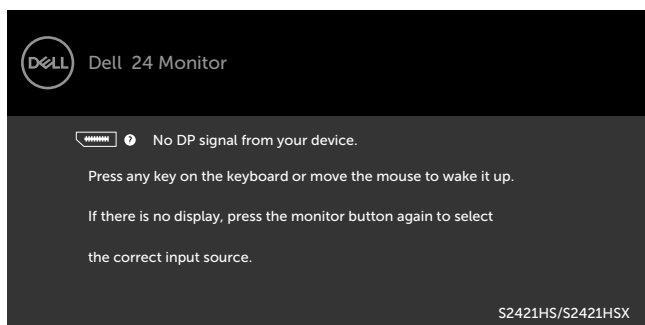 DELL
Dell 24 Monitor
? No DP signal from your device.
Press any key on the keyboard or move the mouse to wake it up.
If there is no display, press the monitor button again to select
the correct input source.
S2421HS/S2421HSX